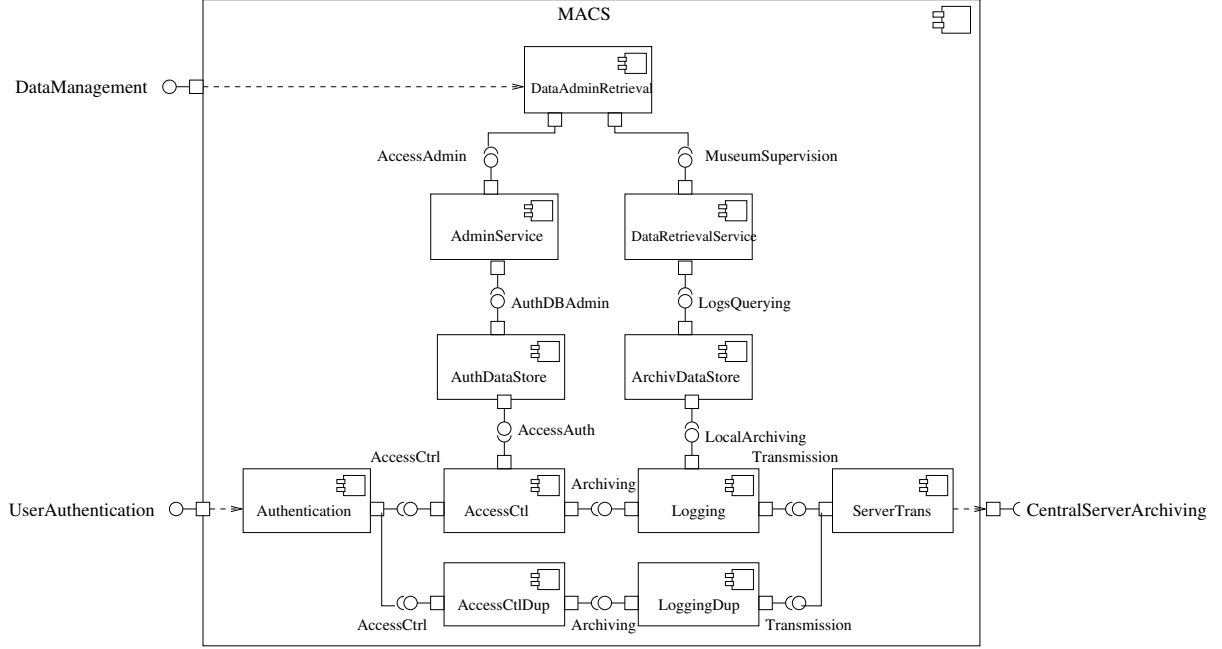 MACS
DataManagement
DataAdminRetrieval
AccessAdmin
MuseumSupervision
AdminService
DataRetrievalService
AuthDBAdmin
LogsQuerying
AuthDataStore
ArchivDataStore
AccessAuth
LocalArchiving
AccessCtrl
Transmission
Archiving
UserAuthentication
Authentication
AccessCtl
Logging
ServerTrans
CentralServerArchiving
AccessCtlDup
LoggingDup
AccessCtrl
Archiving
Transmission